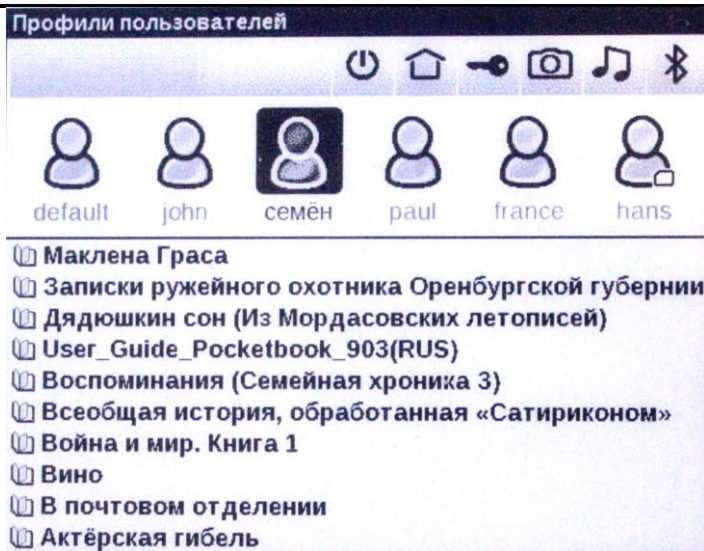 Профили пользователей
default john семён paul france hans
Маклена Граса
Записки ружейного охотника Оренбургской губернии
Дядюшкин сон (Из Мордасовских летописей)
User_Guide_Pocketbook_903(RUS)
Воспоминания (Семейная хроника 3)
Всеобщая история, обработанная «Сатириконом»
Война и мир. Книга 1
Вино
В почтовом отделении
Актёрская гибель